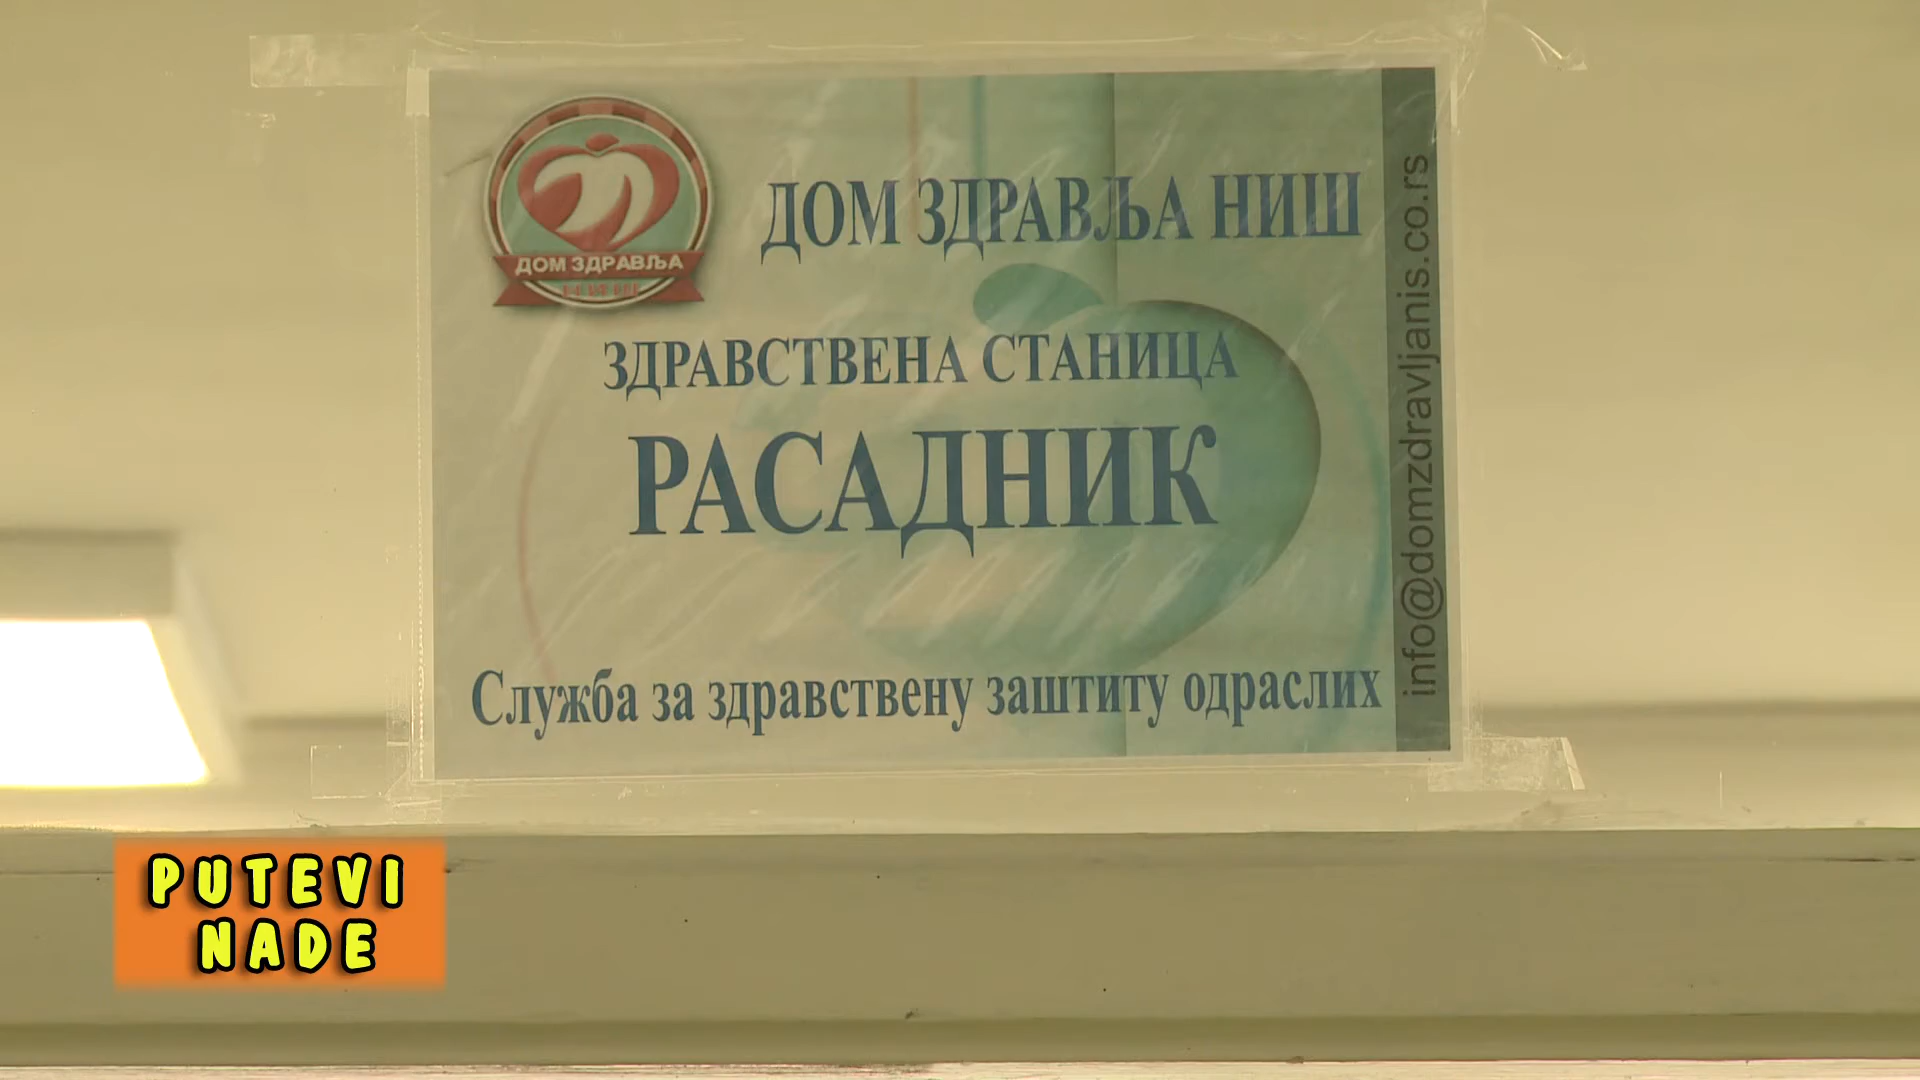 ДОМ ЗДРАВЉА НИШ
ДОМ ЗДРАВЉА
ЗДРАВСТВЕНА СТАНИЦА
РАСАДНИК
Служба за здравствену заштиту одраслих
info@domzdravljanis.co.rs
PUTEVI
NADE